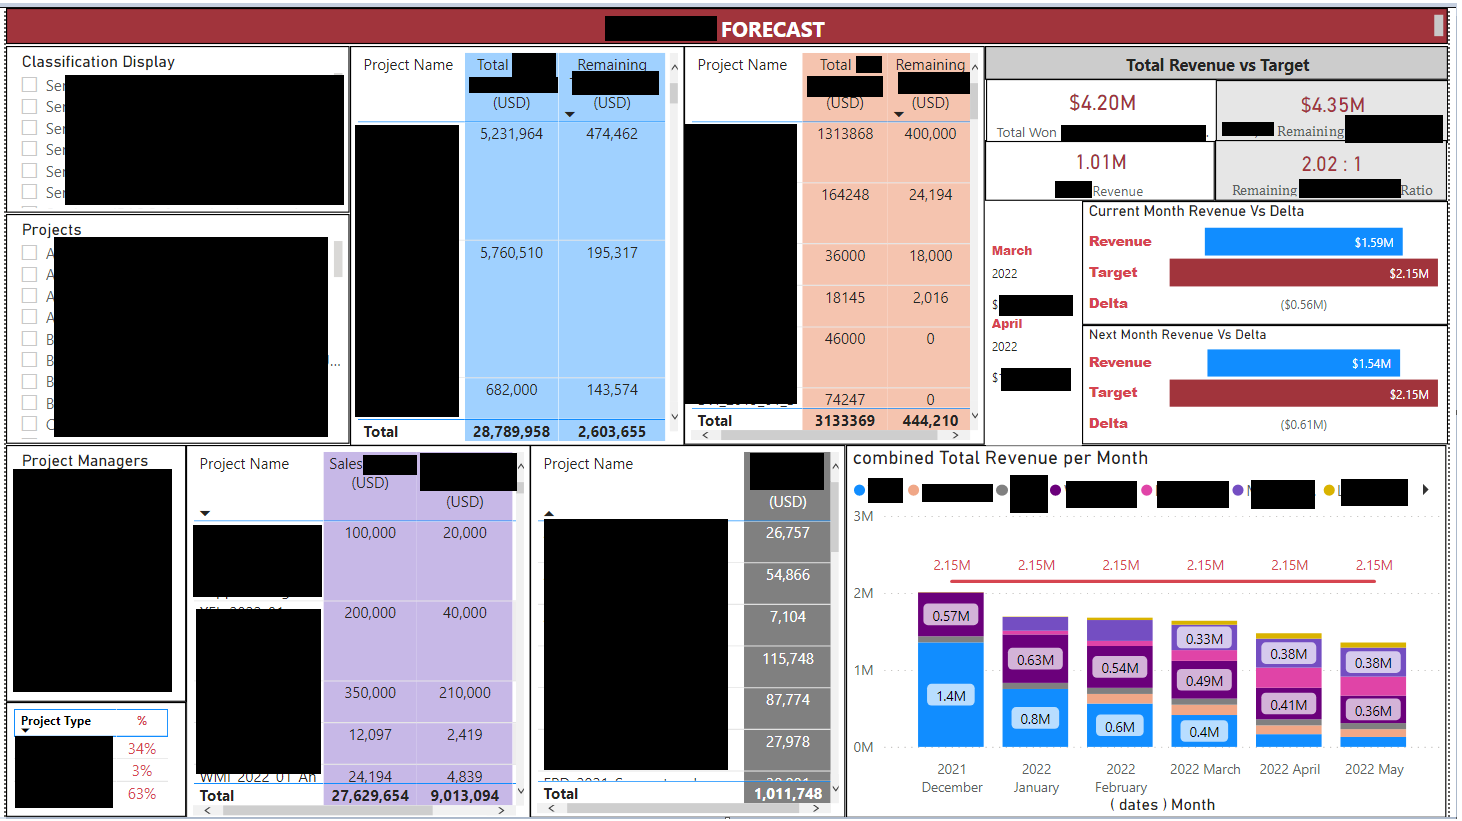 FORECAST
Classification Display
Ser
Ser
Ser
Ser
Ser
Ser
Projects
A
A
A
A
B
B
...
B
B
C
Project Name
Total
Remaining
(USD)
(USD)
5,231,964
474,462
5,760,510
195,317
682,000
143,574
Total
28,789,958
2,603,655
Project Name
Total
Remaining
(USD)
(USD)
1313868
400,000
164248
24,194
36000
18,000
18145
2,016
46000
0
74247
0
Total
3133369
444,210
Total Revenue vs Target
$4.20M
Total Won
$4.35M
Remaining
1.01M
Revenue
2.02 : 1
Remaining
Ratio
March
2022
$
April
2022
$
Current Month Revenue Vs Delta
Revenue
$1.59M
Target
$2.15M
Delta
($0.56M)
Next Month Revenue Vs Delta
Revenue
$1.54M
Target
$2.15M
Delta
($0.61M)
Project Managers
Project Type
%
34%
3%
63%
Project Name
Sales
(USD)
(USD)
100,000
20,000
200,000
40,000
350,000
210,000
12,097
2,419
24,194
4,839
Total
27,629,654
9,013,094
Project Name
(USD)
26,757
54,866
7,104
115,748
87,774
27,978
Total
1,011,748
combined Total Revenue per Month
3M
2M
1M
0M
2.15M
2.15M
2.15M
2.15M
2.15M
2.15M
0.57M
1.4M
0.63M
0.8M
0.54M
0.6M
0.33M
0.49M
0.4M
0.38M
0.41M
0.38M
0.36M
2021
December
2022
January
2022
February
2022 March
2022 April
2022 May
( dates ) Month